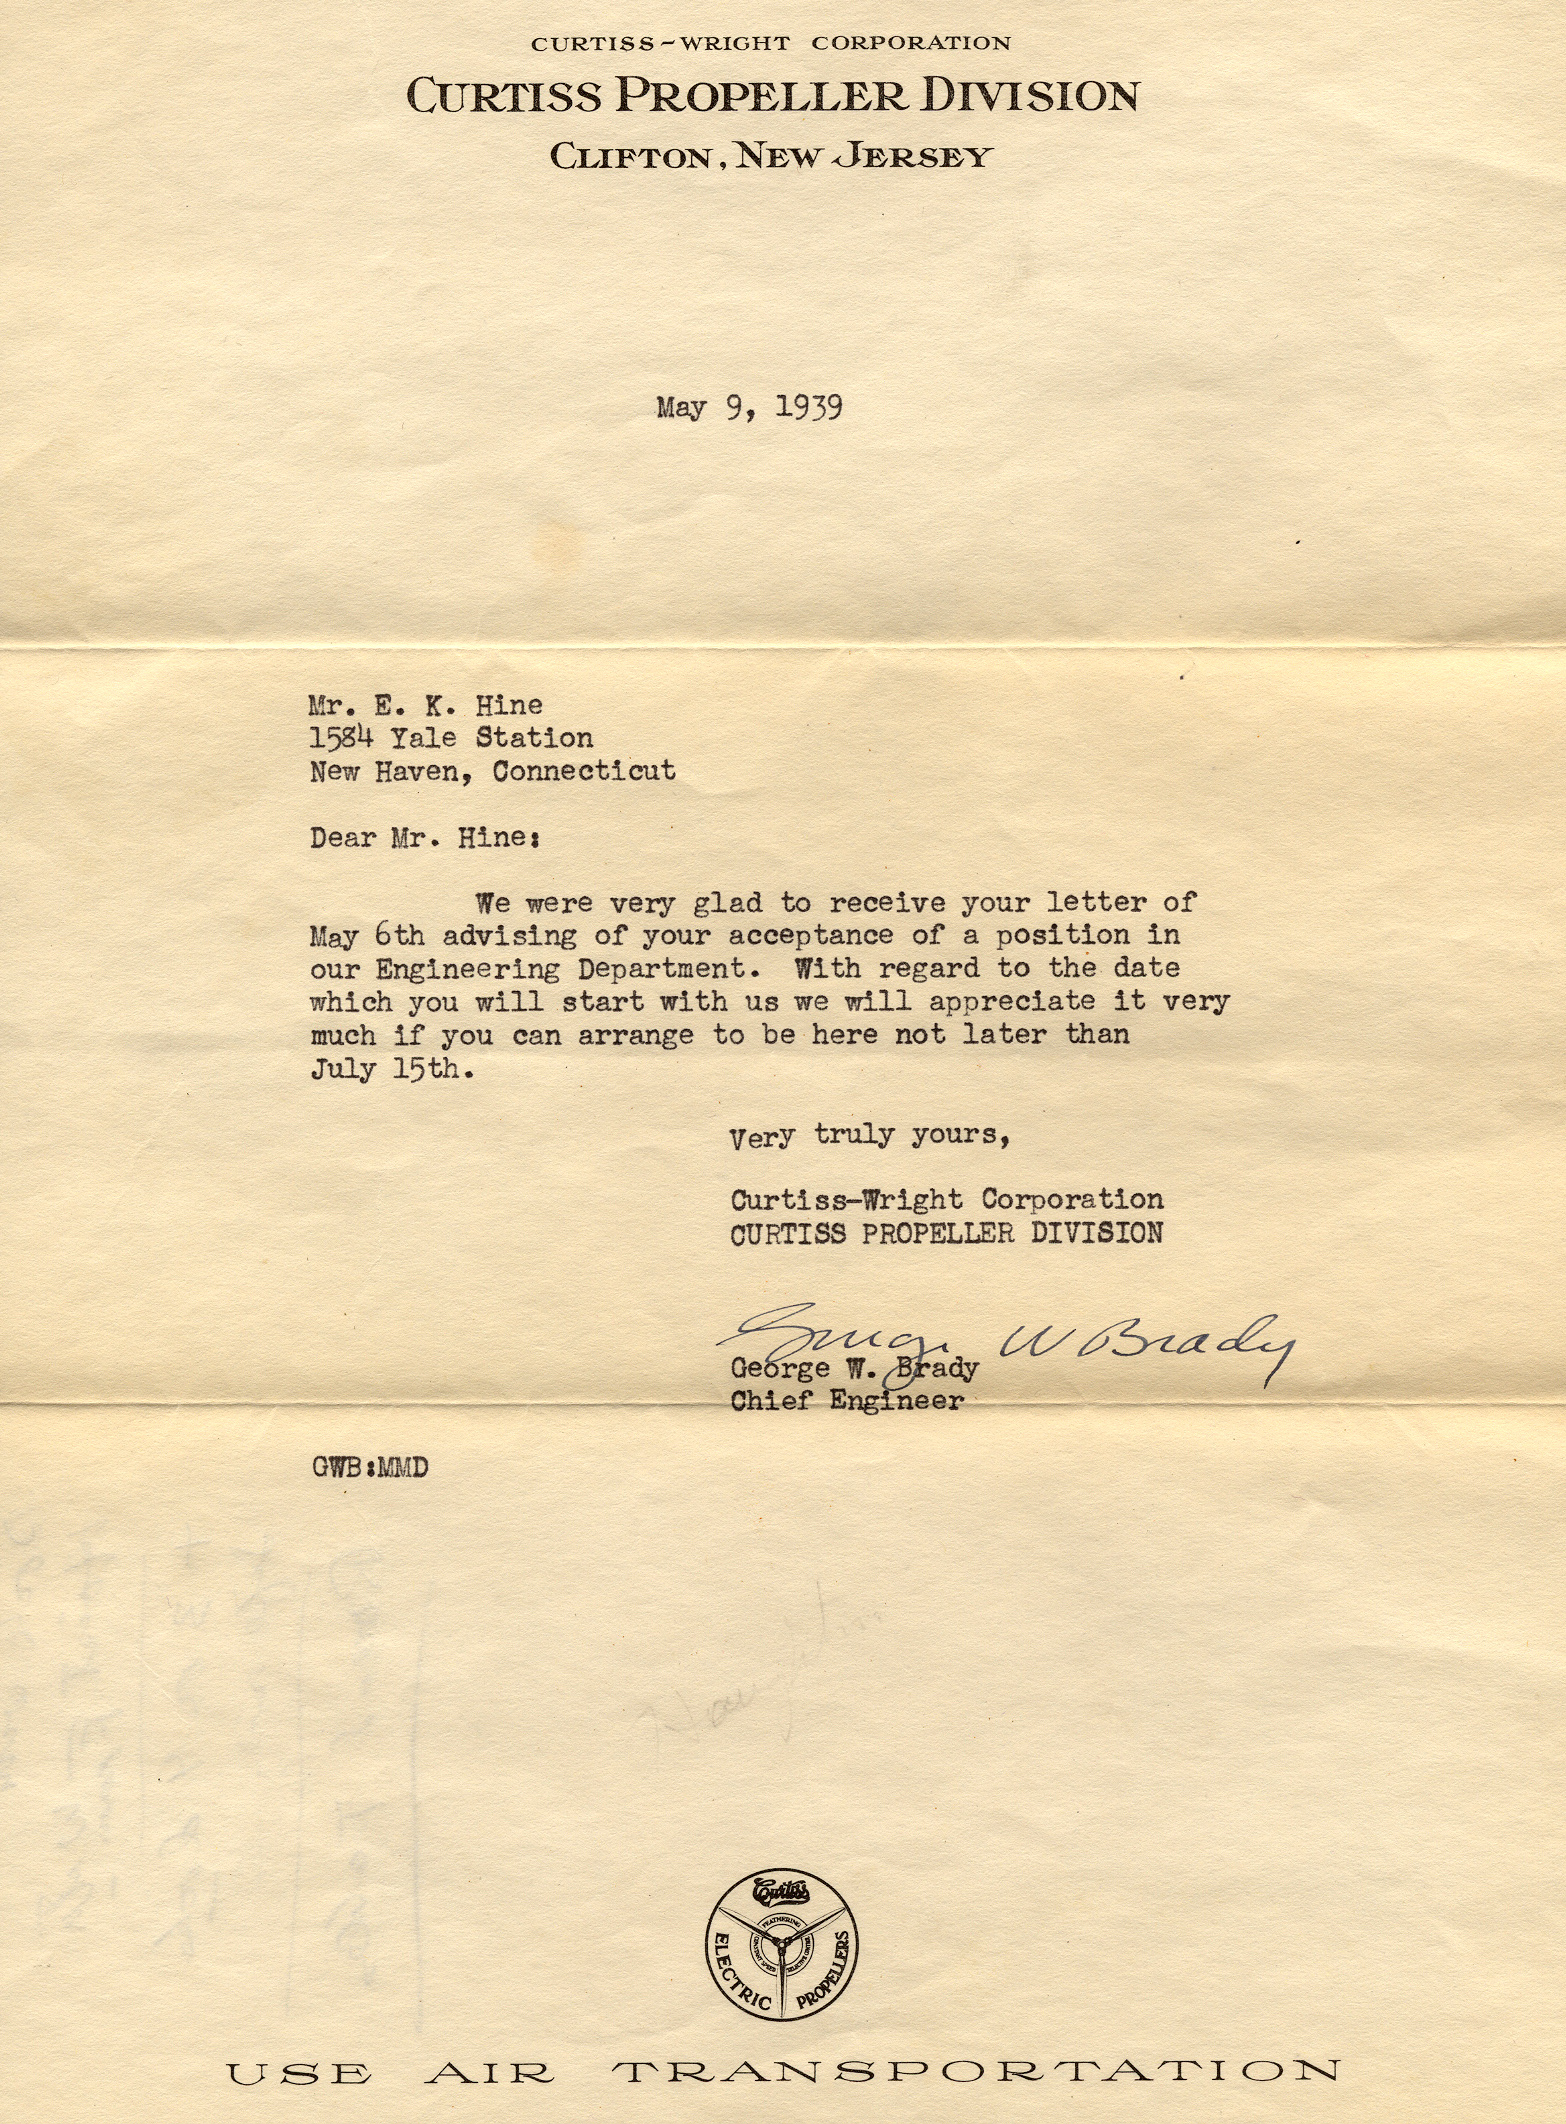 CURTISS-WRIGHT CORPORATION
CURTISS PROPELLER DIVISION
CLIFTON, NEW JERSEY
May 9, 1939
Mr. E. K. Hine
1584 Yale Station
New Haven, Connecticut
Dear Mr. Hine:
We were very glad to receive your letter of
May 6th advising of your acceptance of a position in
our Engineering Department. With regard to the date
which you will start with us we will appreciate it very
much if you can arrange to be here not later than
July 15th.
Very truly yours,
Curtiss-Wright Corporation
CURTISS PROPELLER DIVISION
George W Brady
George W. Brady
Chief Engineer
GWB:MMD
Curtiss
FEATHERING
CONSTANT SPEED
SELECTIVE PITCH
ELECTRIC PROPELLERS
USE AIR TRANSPORTATION